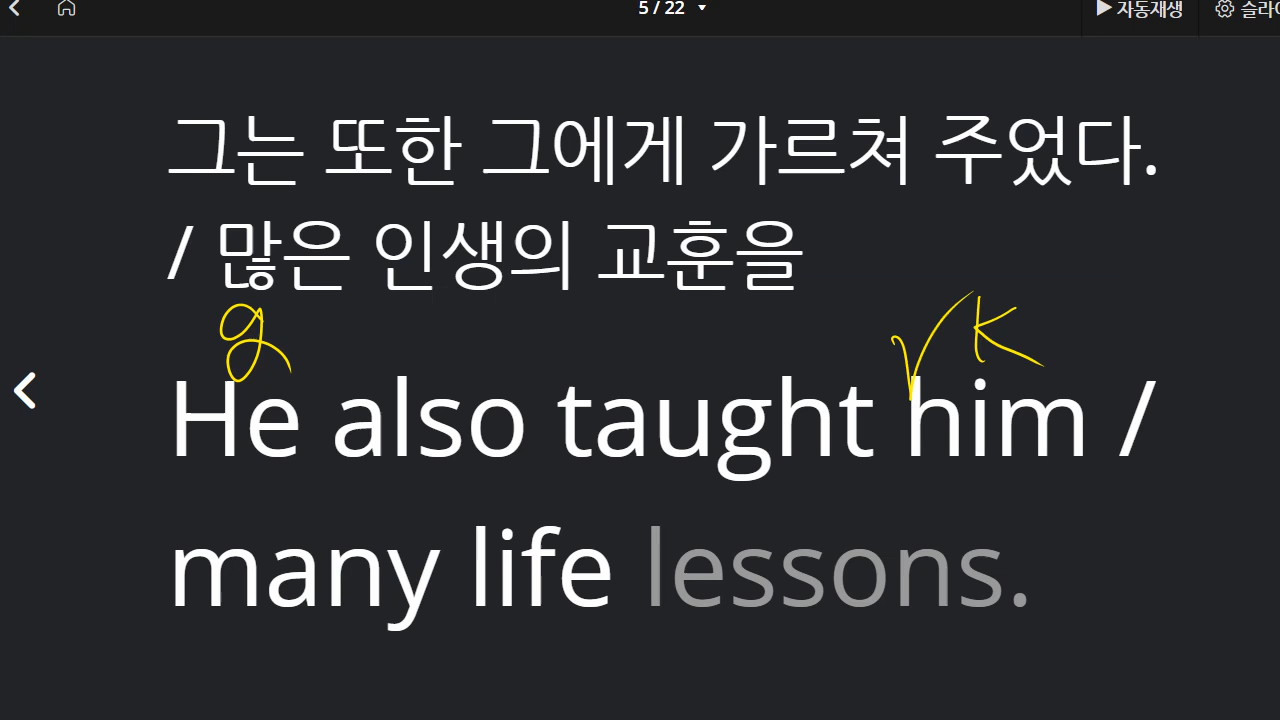 5 / 22
자동재생
그는 또한 그에게 가르쳐 주었다.
/ 많은 인생의 교훈을
g k
He also taught him /
many life lessons.